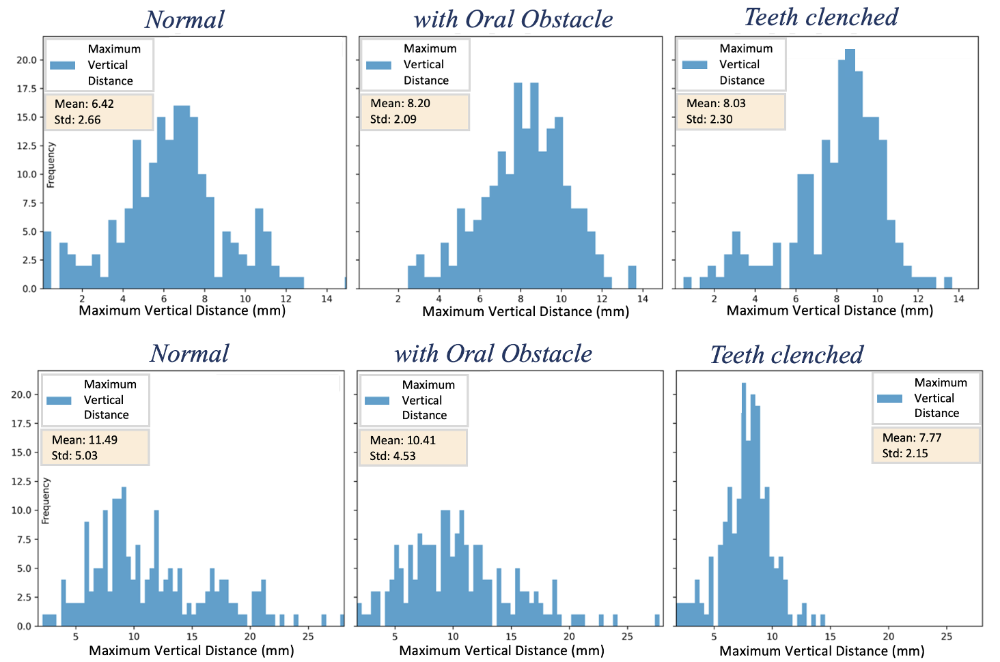 Normal
with Oral Obstacle
Teeth clenched
Maximum
Vertical
Distance
Mean: 6.42
Std: 2.66
Maximum
Vertical
Distance
Mean: 8.20
Std: 2.09
Maximum
Vertical
Distance
Mean: 8.03
Std: 2.30
20.0
17.5
15.0
12.5
10.0
7.5
5.0
2.5
0.0
Frequency
2 4 6 8 10 12 14
2 4 6 8 10 12 14
2 4 6 8 10 12 14
Maximum Vertical Distance (mm)
Maximum Vertical Distance (mm)
Maximum Vertical Distance (mm)
Normal
with Oral Obstacle
Teeth clenched
Maximum
Vertical
Distance
Mean: 11.49
Std: 5.03
Maximum
Vertical
Distance
Mean: 10.41
Std: 4.53
Maximum
Vertical
Distance
Mean: 7.77
Std: 2.15
20.0
17.5
15.0
12.5
10.0
7.5
5.0
2.5
0.0
Frequency
5 10 15 20 25
5 10 15 20 25
5 10 15 20 25
Maximum Vertical Distance (mm)
Maximum Vertical Distance (mm)
Maximum Vertical Distance (mm)